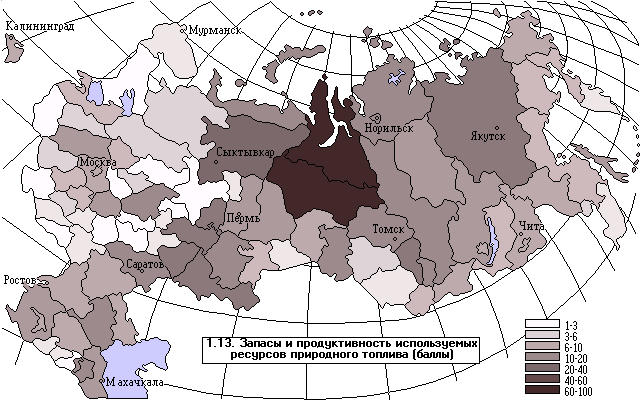 Калининград
Мурманск
Норильск
Якутск
Москва
Сыктывкар
Пермь
Томск
Чита
Саратов
Ростов
Махачкала
1.13. Запасы и продуктивность используемых
ресурсов природного топлива (баллы)
1-3
3-6
6-10
10-20
20-40
40-60
60-100